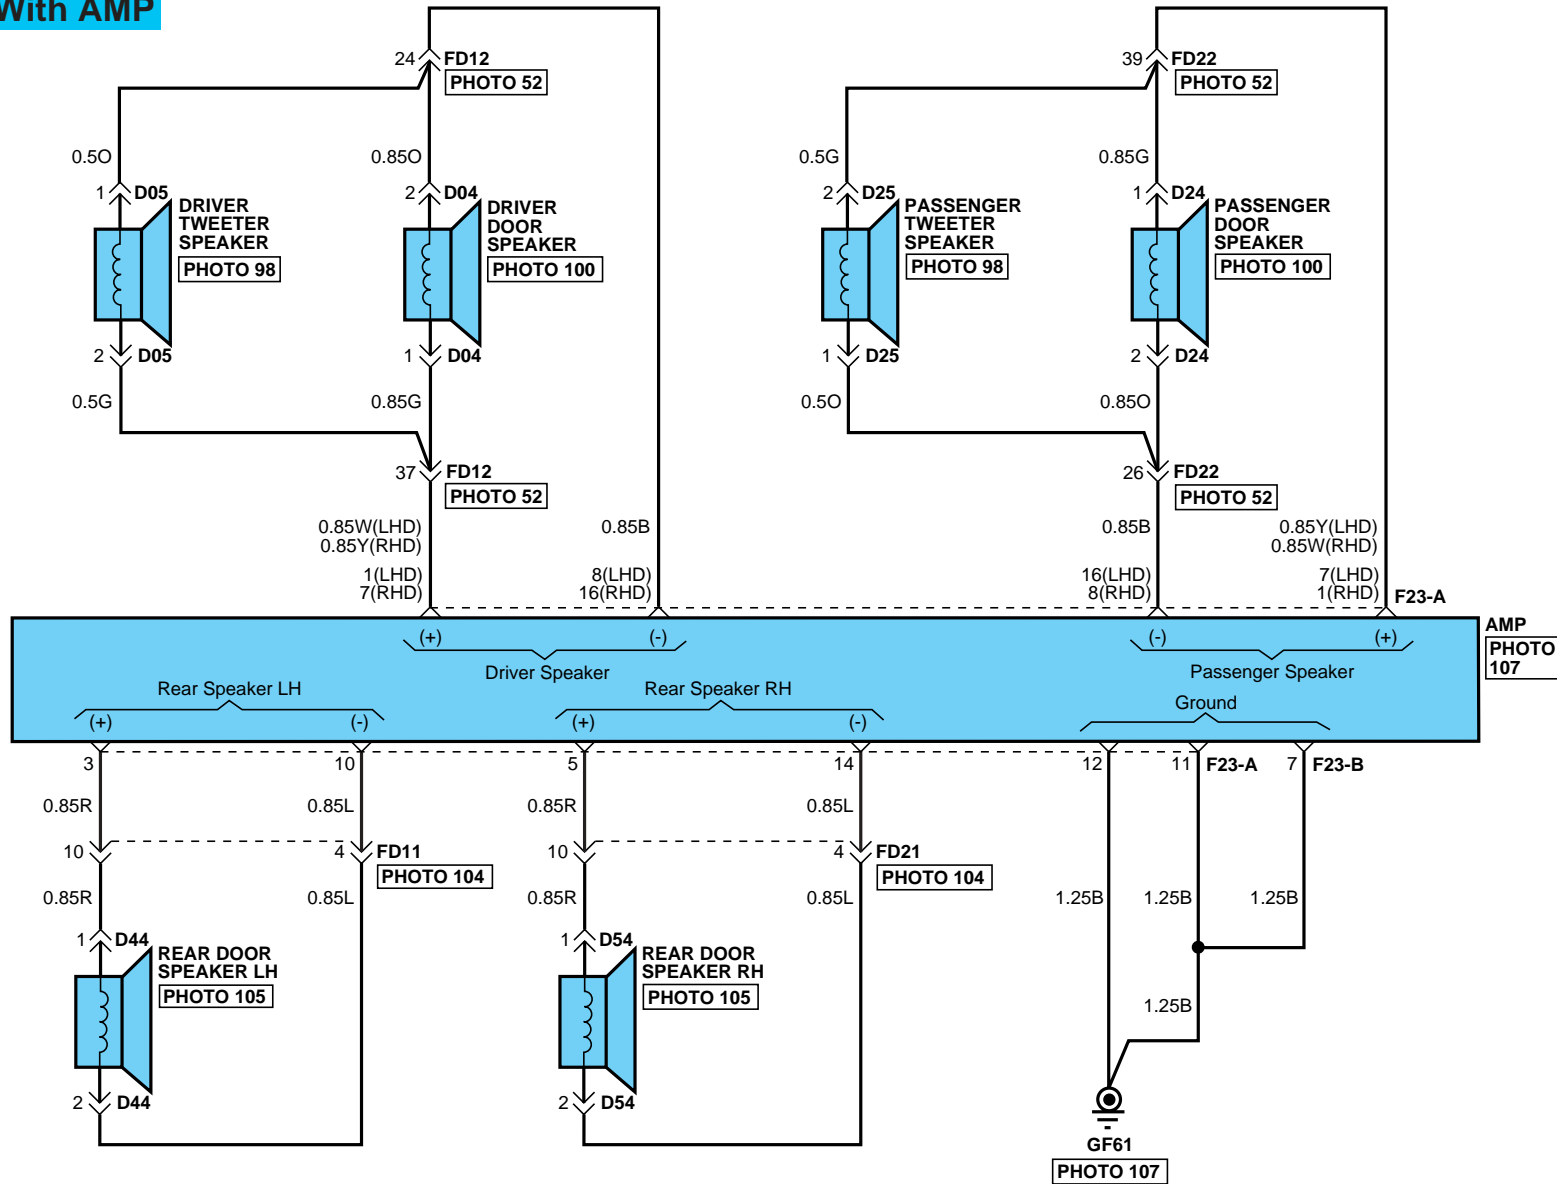 With AMP
24
FD12
PHOTO 52
39
FD22
PHOTO 52
0.5O
0.85O
0.5G
0.85G
1
D05
2
D04
2
D25
1
D24
DRIVER
TWEETER
SPEAKER
PHOTO 98
DRIVER
DOOR
SPEAKER
PHOTO 100
PASSENGER
TWEETER
SPEAKER
PHOTO 98
PASSENGER
DOOR
SPEAKER
PHOTO 100
2
D05
1
D04
1
D25
2
D24
0.5G
0.85G
0.5O
0.85O
37
FD12
PHOTO 52
26
FD22
PHOTO 52
0.85W(LHD)
0.85Y(RHD)
0.85B
0.85B
0.85Y(LHD)
0.85W(RHD)
1(LHD)
7(RHD)
8(LHD)
16(RHD)
16(LHD)
8(RHD)
7(LHD)
1(RHD)
F23-A
AMP
PHOTO
107
(+)
(-)
Driver Speaker
(-)
(+)
Passenger Speaker
Rear Speaker LH
(+)
(-)
Rear Speaker RH
(+)
(-)
Ground
3
10
5
14
12
11
F23-A
7
F23-B
0.85R
0.85L
0.85R
0.85L
10
4
FD11
PHOTO 104
10
4
FD21
PHOTO 104
0.85R
0.85L
0.85R
0.85L
1.25B
1.25B
1.25B
1
D44
REAR DOOR
SPEAKER LH
PHOTO 105
1
D54
REAR DOOR
SPEAKER RH
PHOTO 105
1.25B
2
D44
2
D54
GF61
PHOTO 107